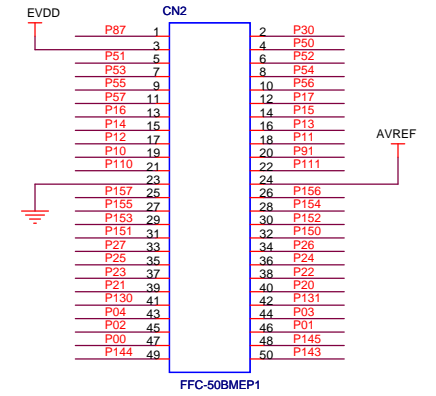 EVDD
CN2
P87 1 2 P30
3 4 P50
P51 5 6 P52
P53 7 8 P54
P55 9 10 P56
P57 11 12 P17
P16 13 14 P15
P14 15 16 P13
P12 17 18 P11
P10 19 20 P91
P110 21 22 P111
AVREF
23 24
P157 25 26 P156
P155 27 28 P154
P153 29 30 P152
P151 31 32 P150
P27 33 34 P26
P25 35 36 P24
P23 37 38 P22
P21 39 40 P20
P130 41 42 P131
P04 43 44 P03
P02 45 46 P01
P00 47 48 P145
P144 49 50 P143
FFC-50BMEP1